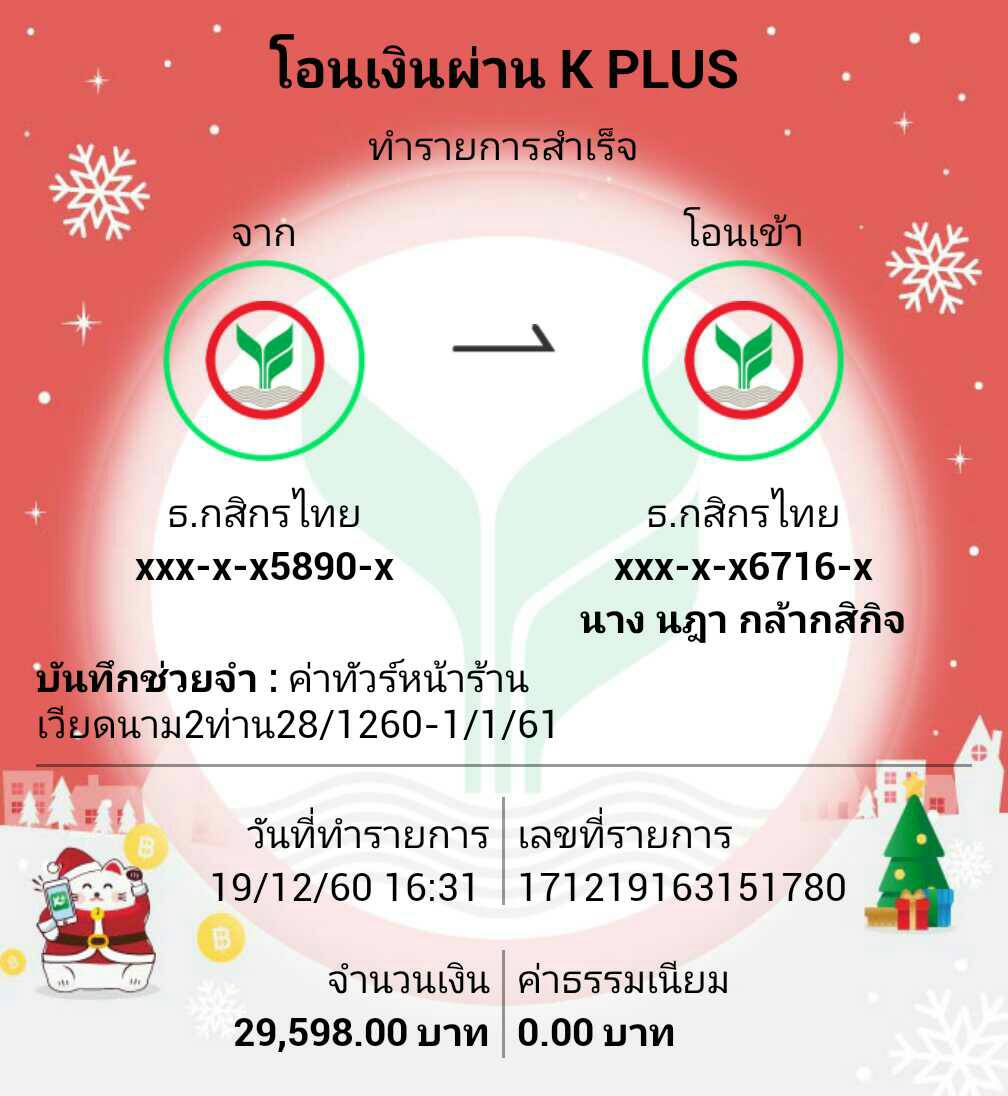 โอนเงินผ่าน K PLUS
ทำรายการสำเร็จ
จาก
โอนเข้า
ธ.กสิกรไทย
xxx-x-x5890-x
ธ.กสิกรไทย
xxx-x-x6716-x
นาง นฎา กล้ากสิกิจ
บันทึกช่วยจำ : ค่าทัวร์หน้าร้าน
เวียดนาม2ท่าน28/1260-1/1/61
วันที่ทำรายการ
19/12/60 16:31
เลขที่รายการ
171219163151780
จำนวนเงิน
29,598.00 บาท
ค่าธรรมเนียม
0.00 บาท